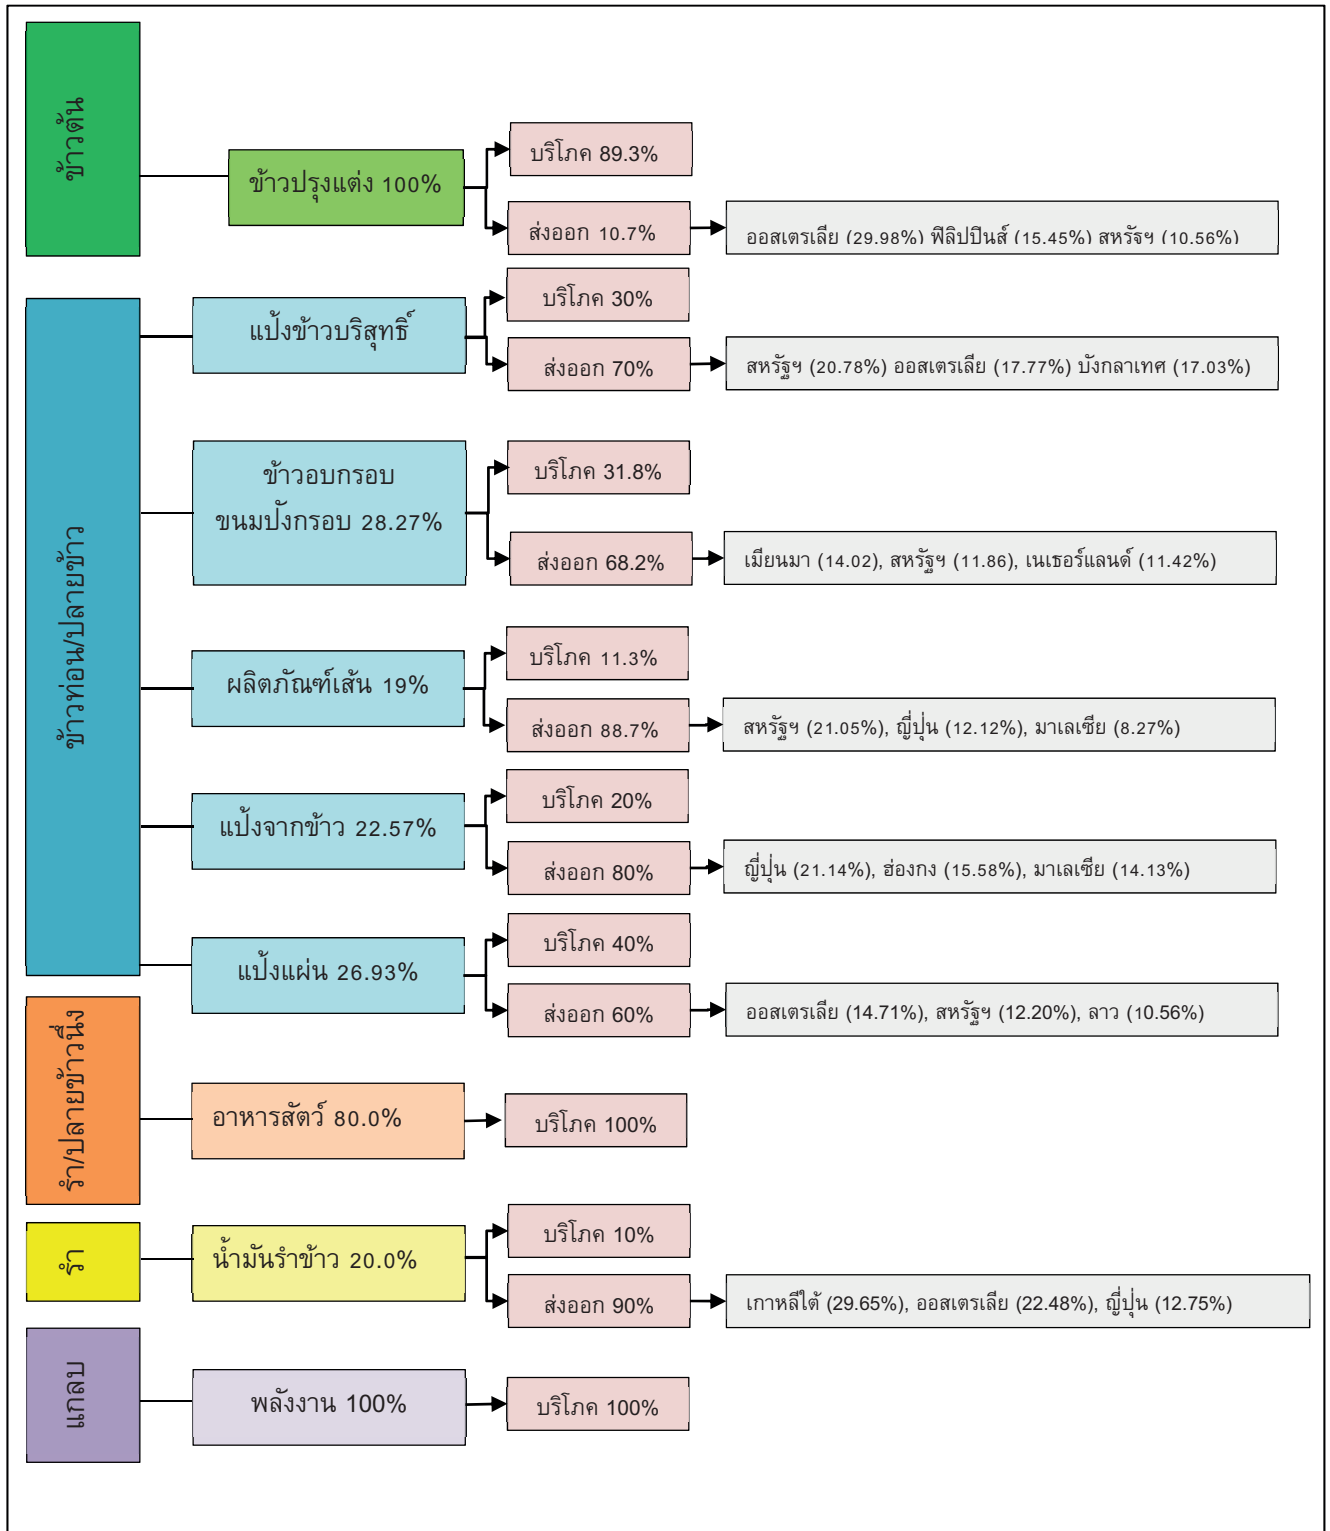 ข้าวต้น
ข้าวปรุงแต่ง 100%
บริโภค 89.3%
ส่งออก 10.7%
ออสเตรเลีย (29.98%) ฟิลิปปินส์ (15.45%) สหรัฐฯ (10.56%)
ข้าวท่อน/ปลายข้าว
แป้งข้าวบริสุทธิ์
บริโภค 30%
ส่งออก 70%
สหรัฐฯ (20.78%) ออสเตรเลีย (17.77%) บังกลาเทศ (17.03%)
ข้าวอบกรอบ
ขนมปังกรอบ 28.27%
บริโภค 31.8%
ส่งออก 68.2%
เมียนมา (14.02), สหรัฐฯ (11.86), เนเธอร์แลนด์ (11.42%)
ผลิตภัณฑ์เส้น 19%
บริโภค 11.3%
ส่งออก 88.7%
สหรัฐฯ (21.05%), ญี่ปุ่น (12.12%), มาเลเซีย (8.27%)
แป้งจากข้าว 22.57%
บริโภค 20%
ส่งออก 80%
ญี่ปุ่น (21.14%), ฮ่องกง (15.58%), มาเลเซีย (14.13%)
แป้งแผ่น 26.93%
บริโภค 40%
ส่งออก 60%
ออสเตรเลีย (14.71%), สหรัฐฯ (12.20%), ลาว (10.56%)
รำ/ปลายข้าวนึ่ง
อาหารสัตว์ 80.0%
บริโภค 100%
รำ
น้ำมันรำข้าว 20.0%
บริโภค 10%
ส่งออก 90%
เกาหลีใต้ (29.65%), ออสเตรเลีย (22.48%), ญี่ปุ่น (12.75%)
แกลบ
พลังงาน 100%
บริโภค 100%